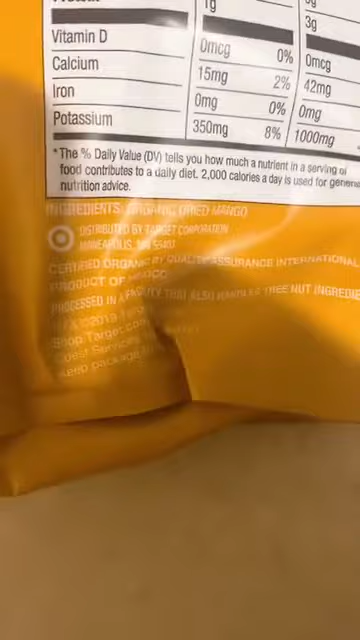 1g
3g
Vitamin D 0mcg 0% 0mcg
Calcium 15mg 2% 42mg
Iron 0mg 0% 0mg
Potassium 350mg 8% 1000mg
*The % Daily Value (DV) tells you how much a nutrient in a serving of
food contributes to a daily diet. 2,000 calories a day is used for general
nutrition advice.
INGREDIENTS: ORGANIC DRIED MANGO
DISTRIBUTED BY TARGET CORPORATION
MINNEAPOLIS, MN 55403
CERTIFIED ORGANIC BY QUALITY ASSURANCE INTERNATIONAL
PRODUCT OF MEXICO
PROCESSED IN A FACILITY THAT ALSO HANDLES TREE NUT INGREDIE
©2019
Shop Target.com
Guest Services
Keep package